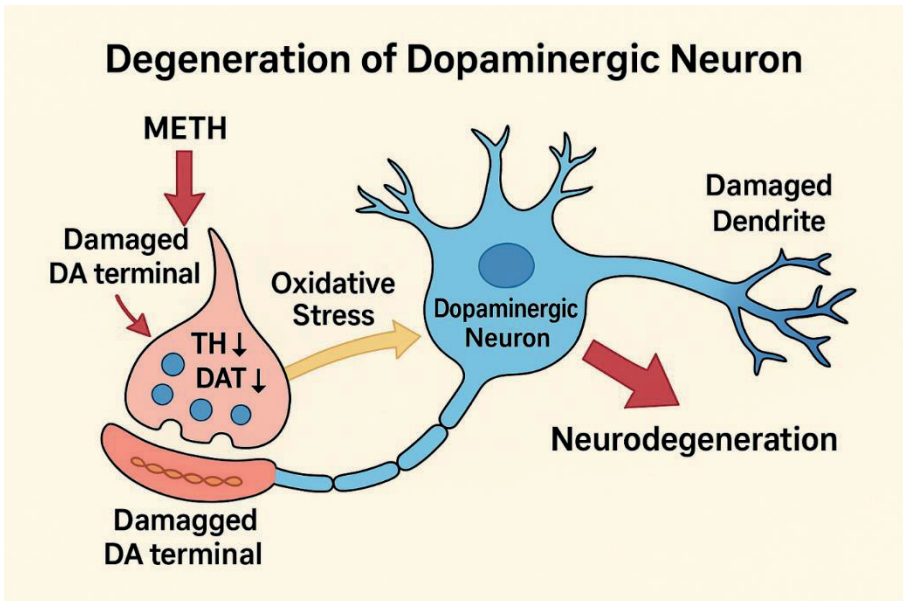 Degeneration of Dopaminergic Neuron
METH
Damaged
DA terminal
TH↓
DAT↓
Oxidative
Stress
Dopaminergic
Neuron
Damaged
Dendrite
Neurodegeneration
Damagged
DA terminal